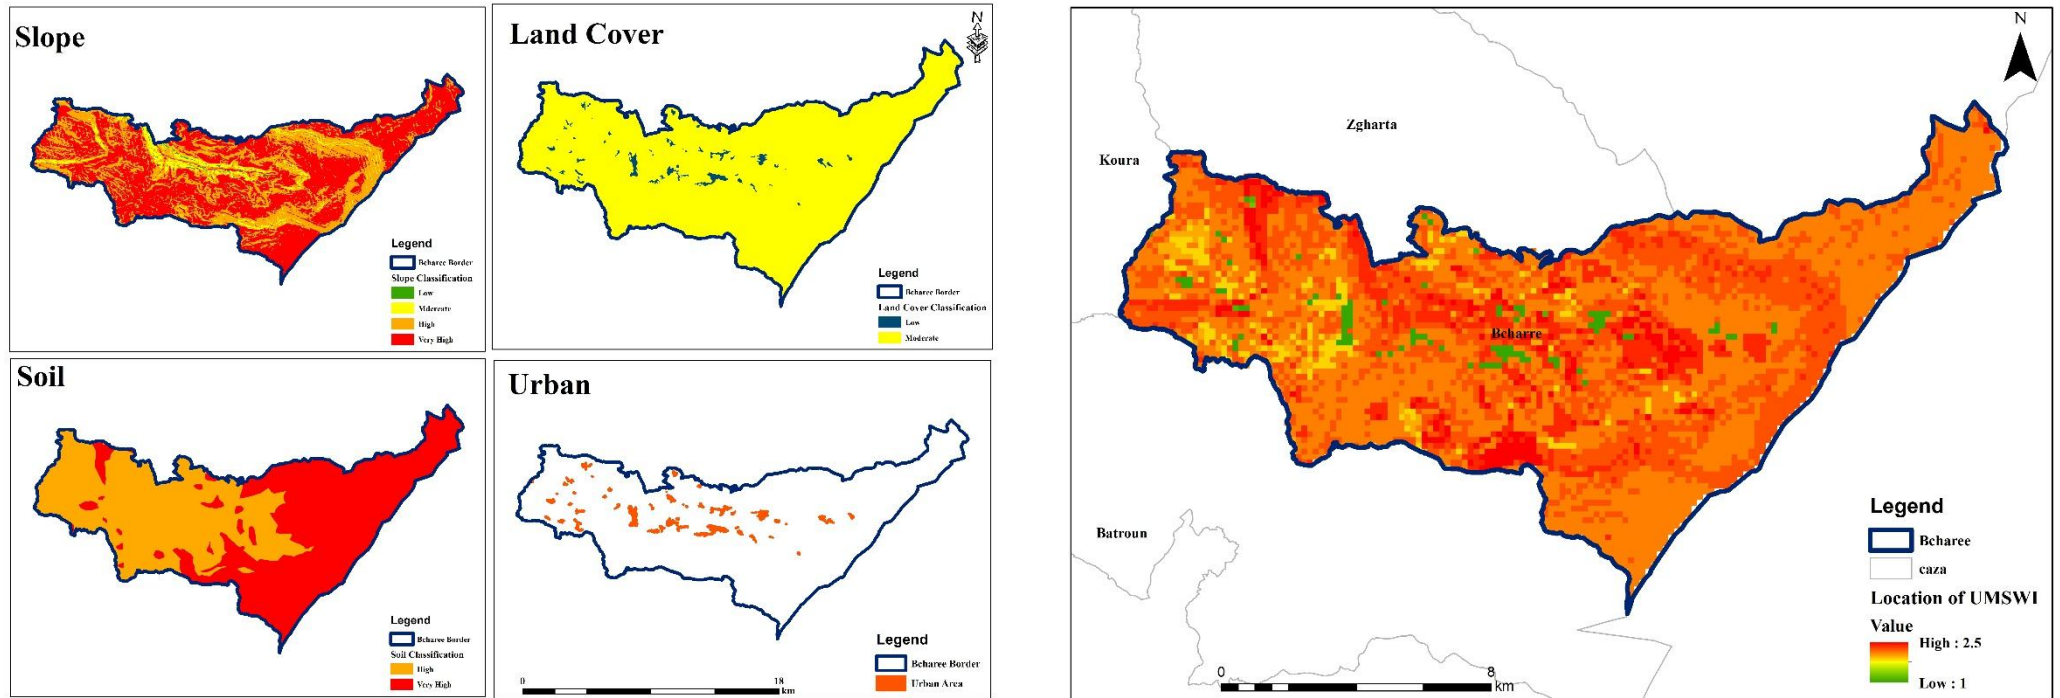 Slope
Legend
Bcharee Border
Slope Classification
Low
Mdereate
High
Very High
Land Cover
N
Legend
Bcharee Border
Land Cover Classification
Low
Moderate
Soil
Legend
Bcharee Border
Soil Classification
High
Very High
Urban
Legend
Bcharee Border
Urban Area
0 18
km
N
Zgharta
Koura
Bcharre
Batroun
Legend
Bcharee
caza
Location of UMSWI
Value
High : 2.5
Low : 1
0 8
km